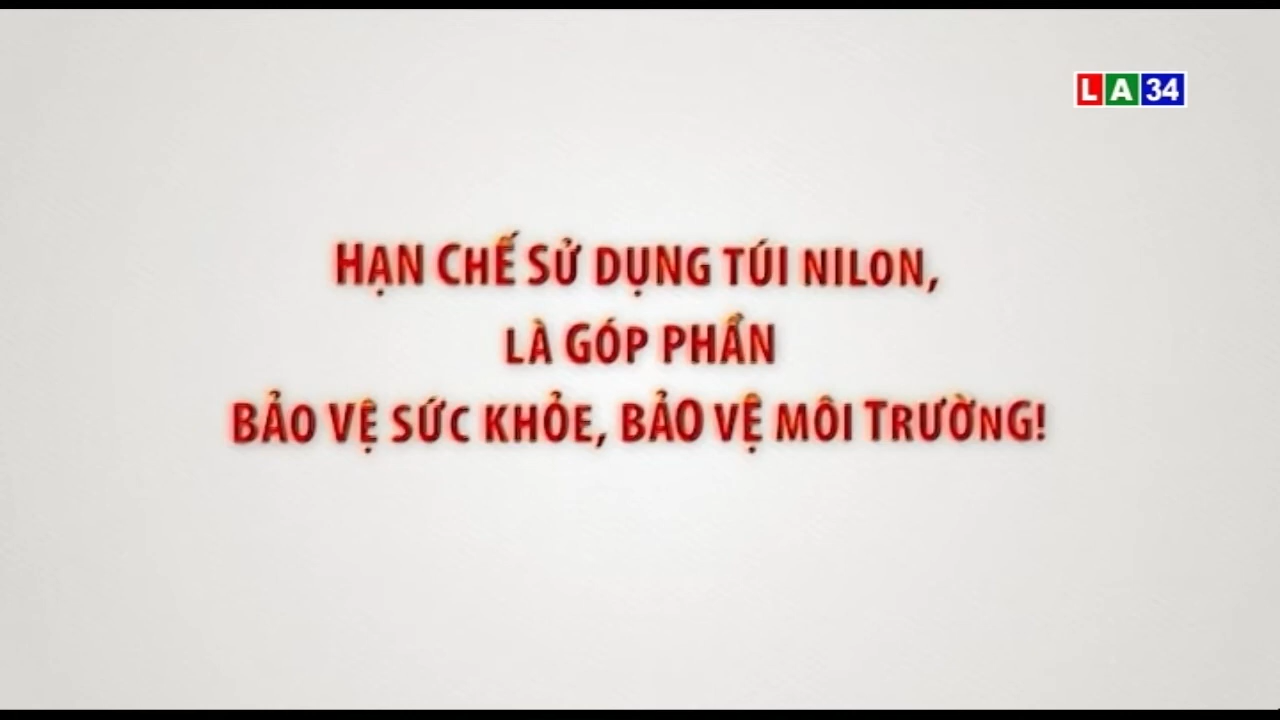 LA34
HẠN CHẾ SỬ DỤNG TÚI NILON,
LÀ GÓP PHẦN
BẢO VỆ SỨC KHỎE, BẢO VỆ MÔI TRƯỜNG!